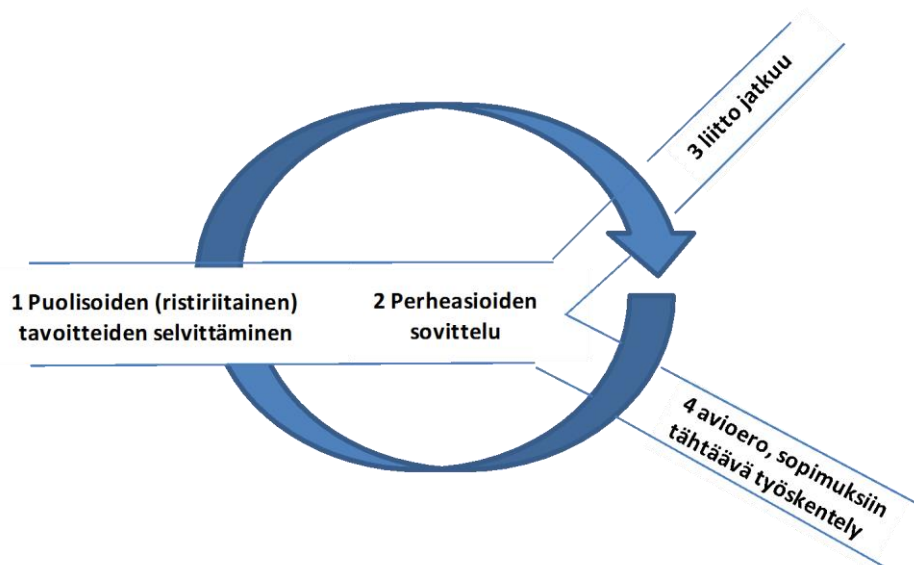 1 Puolisoiden (ristiriitainen)
tavoitteiden selvittäminen
2 Perheasioiden
sovittelu
3 liitto jatkuu
4 avioero, sopimuksiin
tähtäävä työskentely